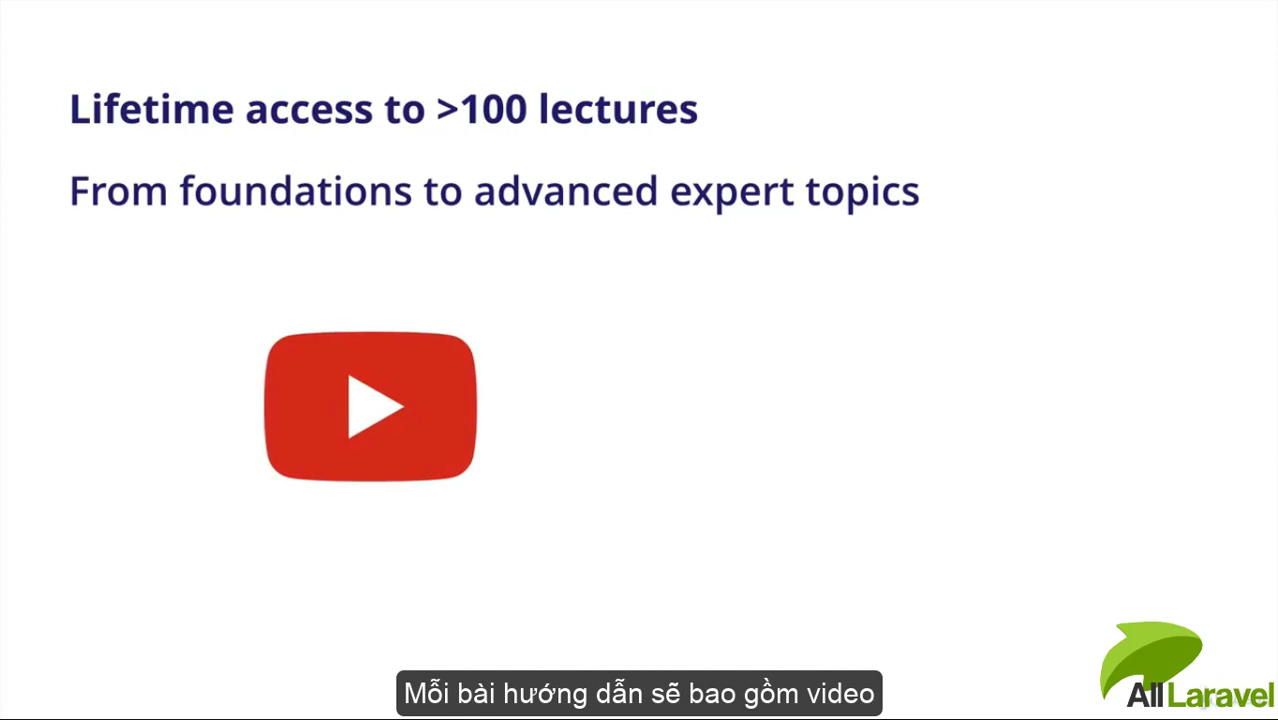 Lifetime access to >100 lectures
From foundations to advanced expert topics
Mỗi bài hướng dẫn sẽ bao gồm video
AllLaravel